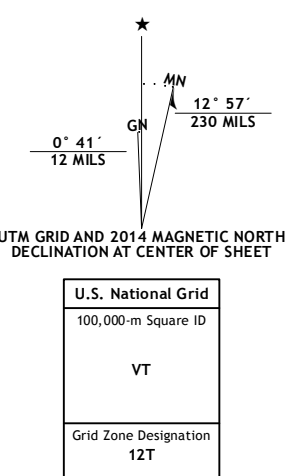 ★
MN
GN
12° 57´
230 MILS
0° 41´
12 MILS
UTM GRID AND 2014 MAGNETIC NORTH
DECLINATION AT CENTER OF SHEET
U.S. National Grid
100,000-m Square ID
VT
Grid Zone Designation
12T